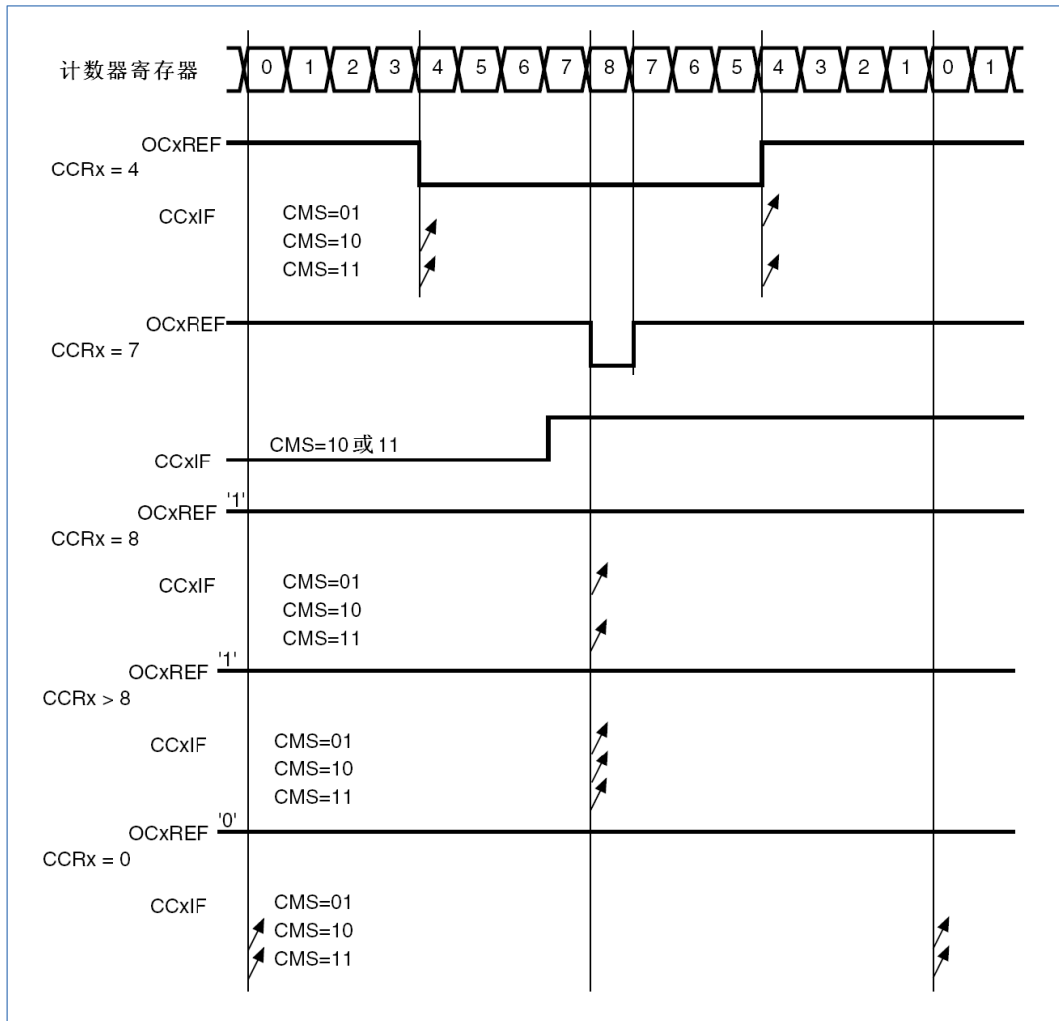 计数器寄存器 0 1 2 3 4 5 6 7 8 7 6 5 4 3 2 1 0 1
OCxREF
CCRx = 4
CCxIF
CMS=01
CMS=10
CMS=11
OCxREF
CCRx = 7
CMS=10 或 11
CCxIF
'1'
OCxREF
CCRx = 8
CCxIF
CMS=01
CMS=10
CMS=11
'1'
OCxREF
CCRx > 8
CCxIF
CMS=01
CMS=10
CMS=11
'0'
OCxREF
CCRx = 0
CCxIF
CMS=01
CMS=10
CMS=11